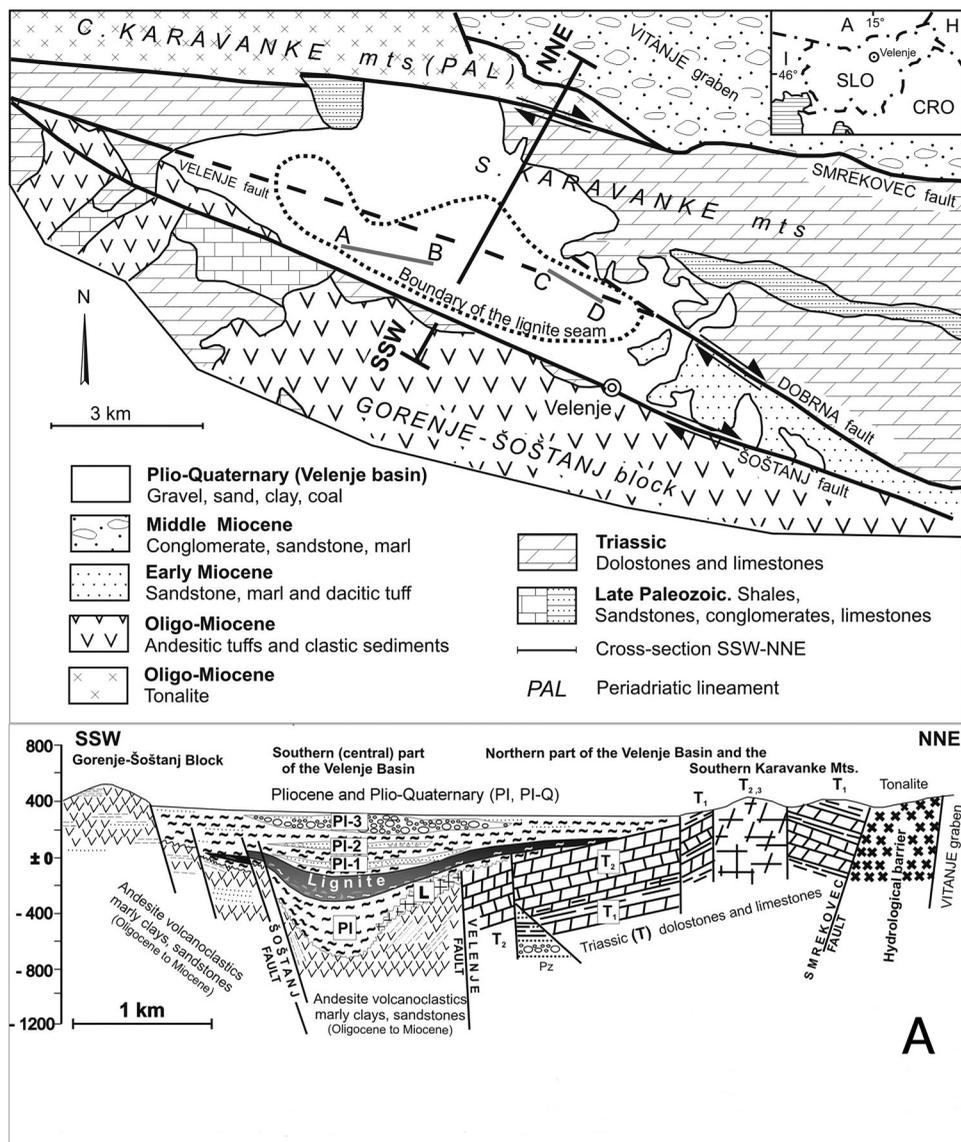 C. KARAVANKE mts (PAL)
NNE
VITANJE graben
A 15° H
Velenje
I
46°
SLO
CRO
S. KARAVANKE mts
SMREKOVEC fault
VELENJE fault
A
B
C
D
Boundary of the lignite seam
N
SSW
3 km
Velenje
GORENJE-ŠOŠTANJ block
DOBRNA fault
ŠOŠTANJ fault
Plio-Quaternary (Velenje basin)
Gravel, sand, clay, coal
Middle Miocene
Conglomerate, sandstone, marl
Early Miocene
Sandstone, marl and dacitic tuff
Oligo-Miocene
Andesitic tuffs and clastic sediments
Oligo-Miocene
Tonalite
Triassic
Dolostones and limestones
Late Paleozoic. Shales,
Sandstones, conglomerates, limestones
Cross-section SSW-NNE
PAL Periadriatic lineament
800
400
± 0
- 400
- 800
- 1200
SSW
NNE
Gorenje-Šoštanj Block
Southern (central) part
of the Velenje Basin
Northern part of the Velenje Basin and the
Southern Karavanke Mts.
Pliocene and Plio-Quaternary (Pl, Pl-Q)
T1
T2,3
T1
Tonalite
Pl-3
Pl-2
Pl-1
Lignite
L
Pl
T2
T1
T2
Pz
Andesite volcanoclastics
marly clays, sandstones
(Oligocene to Miocene)
ŠOŠTANJ
FAULT
Andesite volcanoclastics
marly clays, sandstones
(Oligocene to Miocene)
VELENJE
FAULT
Triassic (T) dolostones and limestones
SMREKOVEC
FAULT
Hydrological barrier
VITANJE graben
1 km
A